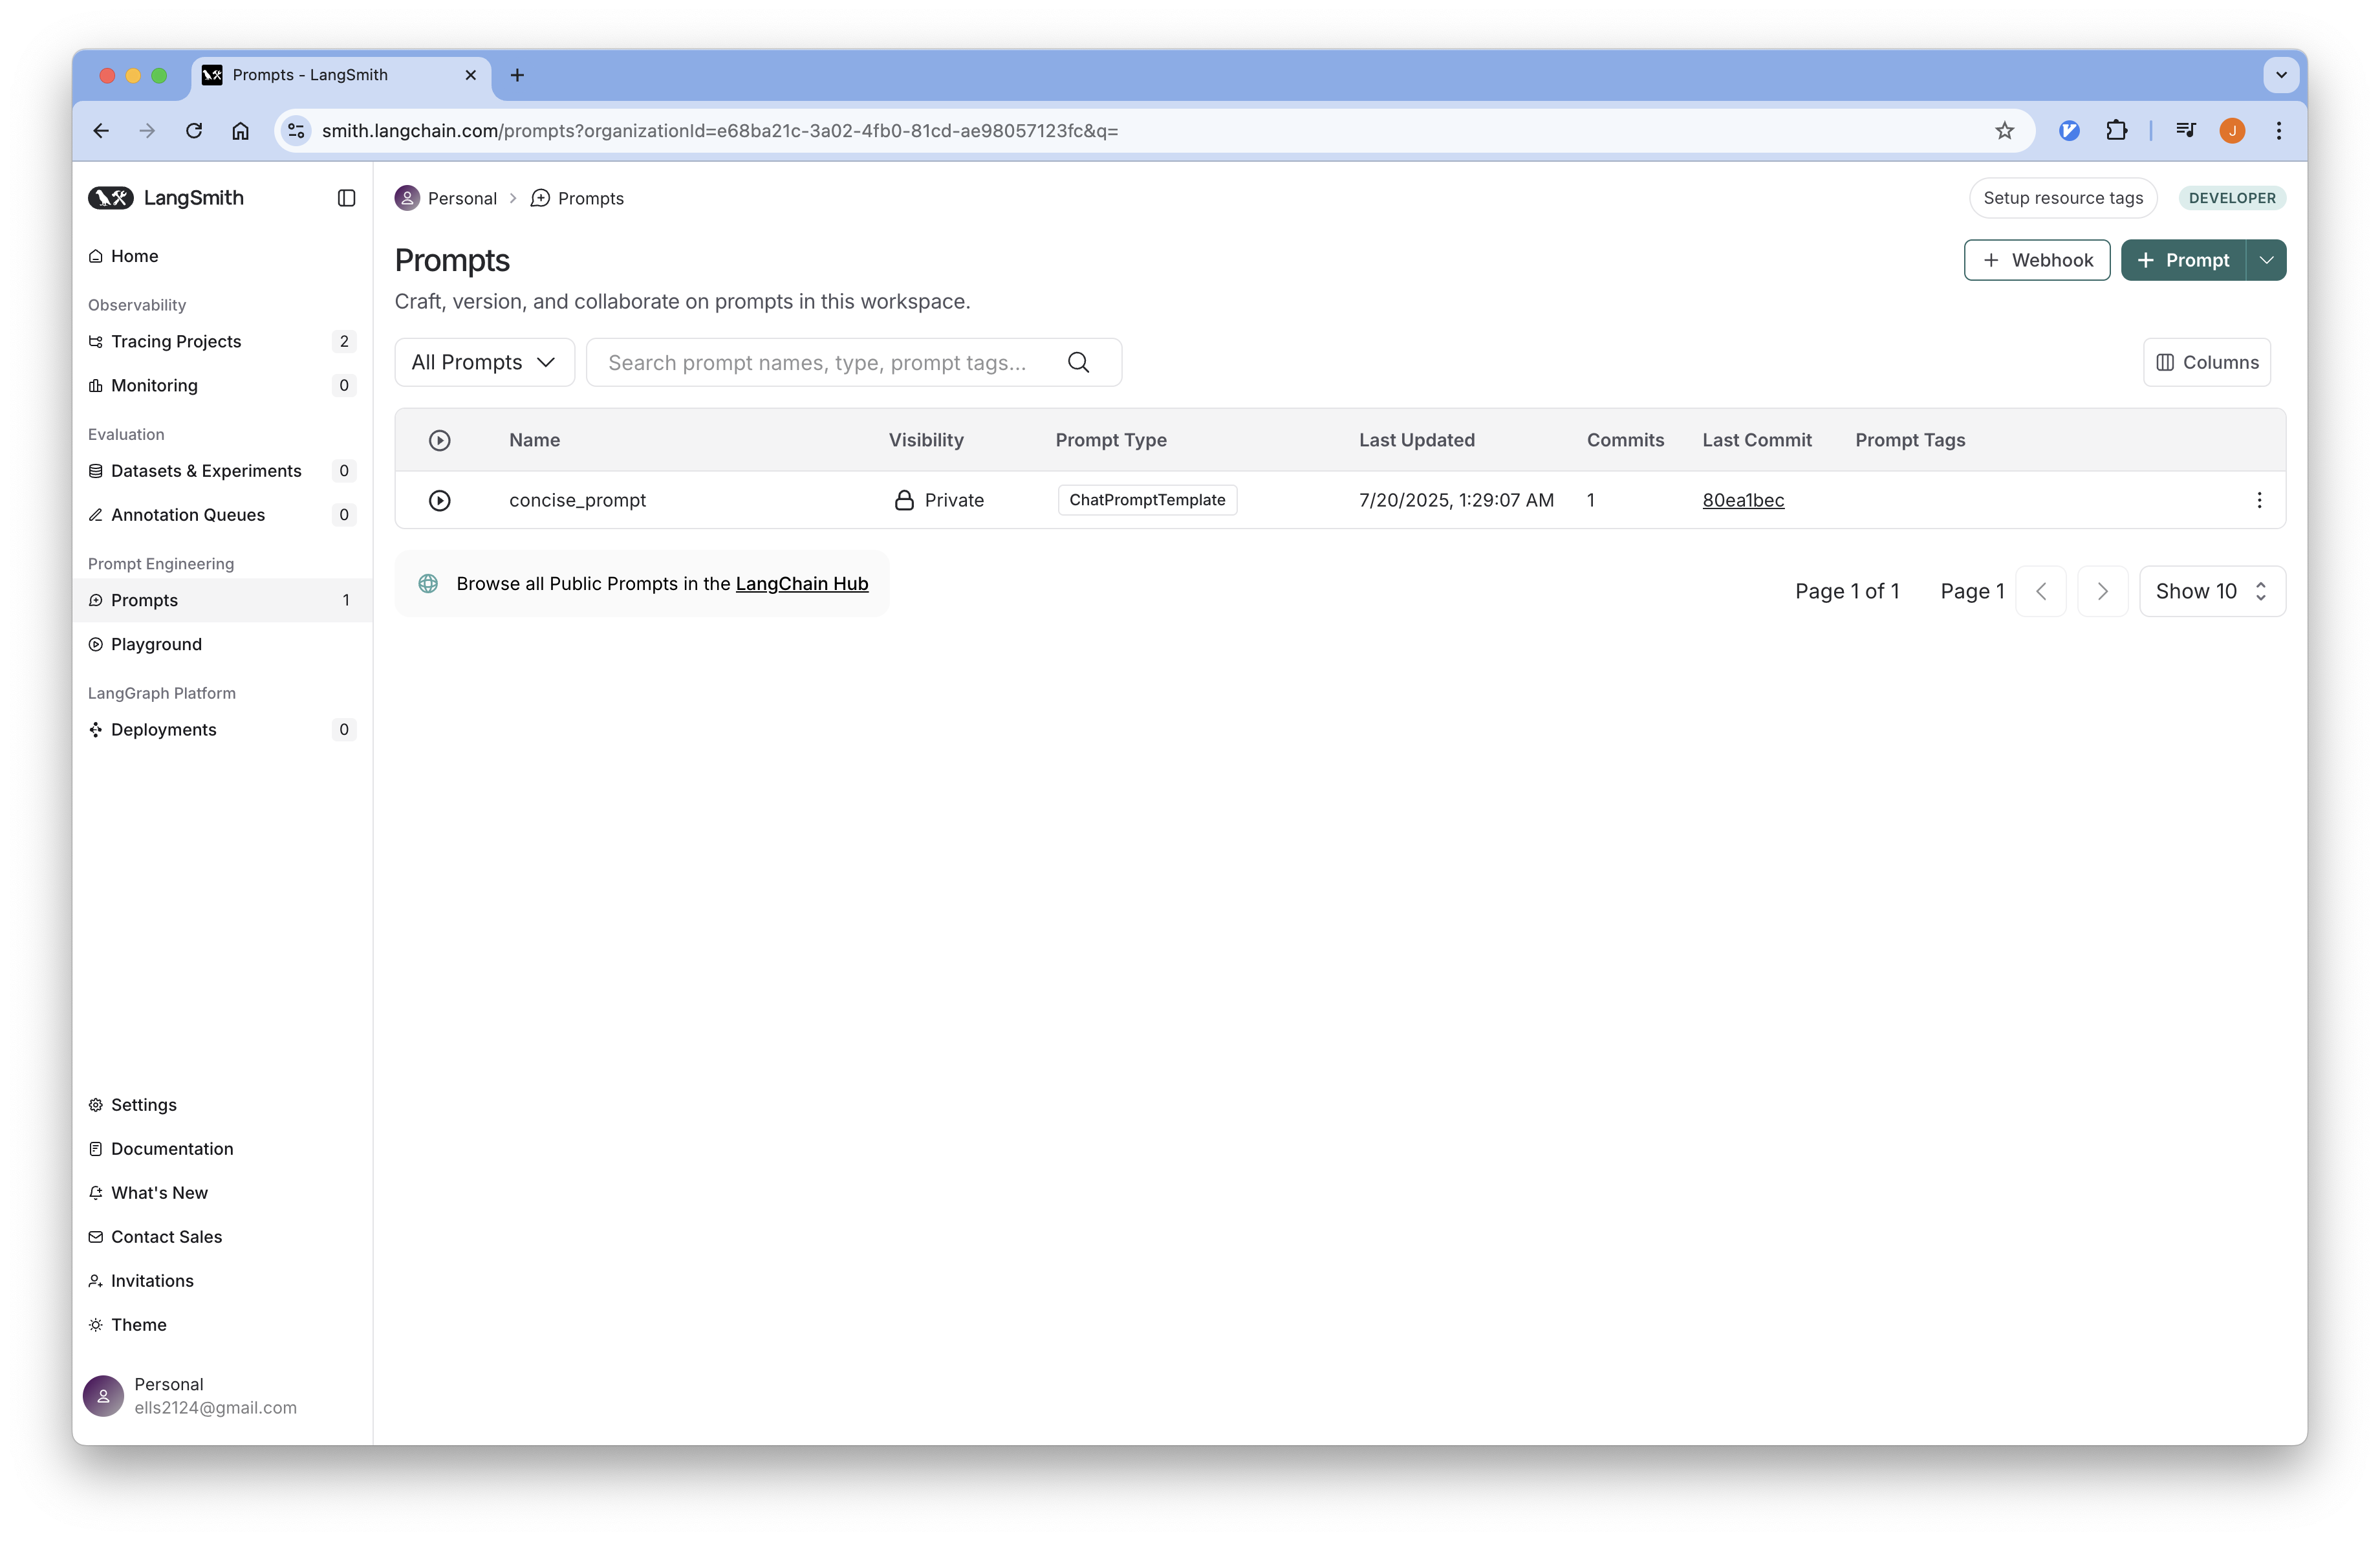 Prompts - LangSmith
smith.langchain.com/prompts?organizationId=e68ba21c-3a02-4fb0-81cd-ae98057123fc&q=
J
LangSmith
Home
Observability
Tracing Projects 2
Monitoring 0
Evaluation
Datasets & Experiments 0
Annotation Queues 0
Prompt Engineering
Prompts 1
Playground
LangGraph Platform
Deployments 0
Settings
Documentation
What's New
Contact Sales
Invitations
Theme
Personal
ells2124@gmail.com
Personal > Prompts
Setup resource tags DEVELOPER
Prompts
+ Webhook + Prompt
Craft, version, and collaborate on prompts in this workspace.
All Prompts Search prompt names, type, prompt tags... Columns
Name Visibility Prompt Type Last Updated Commits Last Commit Prompt Tags
concise_prompt Private ChatPromptTemplate 7/20/2025, 1:29:07 AM 1 80ea1bec
Browse all Public Prompts in the LangChain Hub
Page 1 of 1 Page 1 Show 10